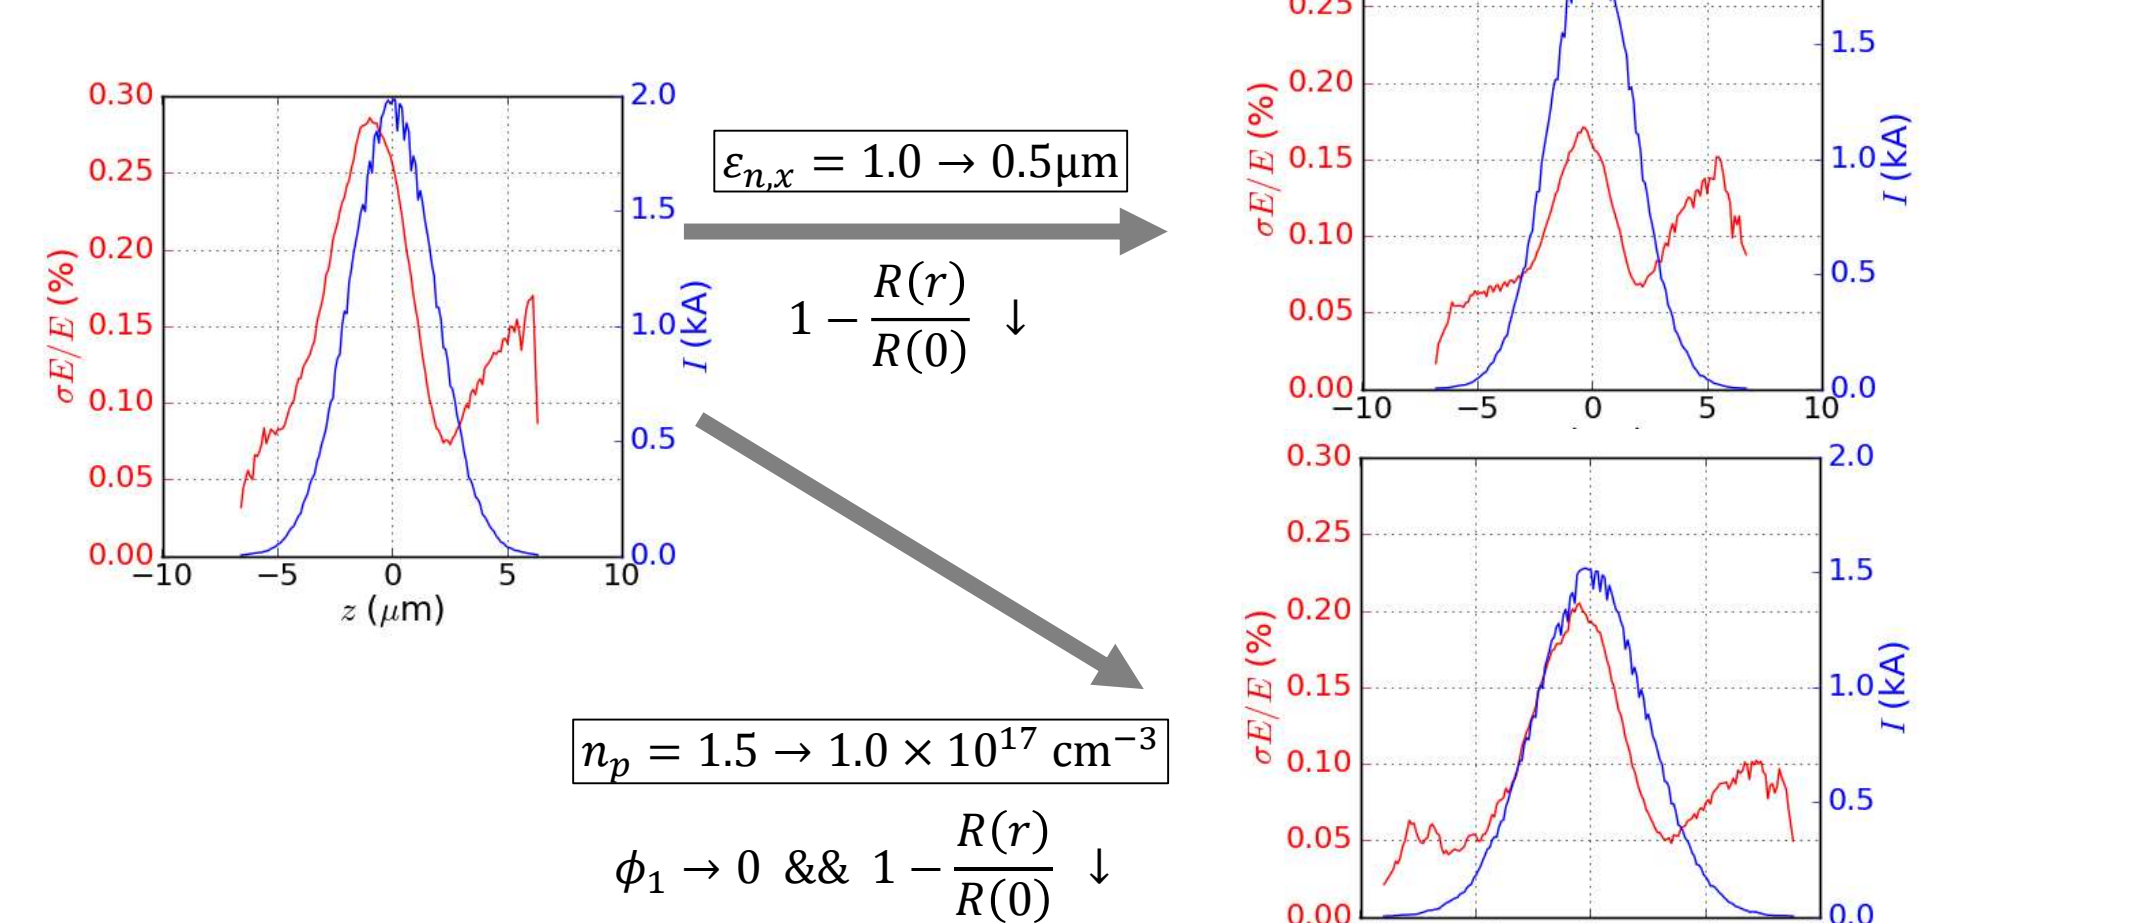 0.30
0.25
0.20
0.15
0.10
0.05
0.00
σE/E (%)
2.0
1.5
1.0
0.5
0.0
I (kA)
−10 −5 0 5 10
z (μm)
ε_{n,x} = 1.0 → 0.5μm
1 − R(r)/R(0) ↓
n_p = 1.5 → 1.0 × 10^{17} cm^{−3}
ϕ_1 → 0 && 1 − R(r)/R(0) ↓
0.25
0.20
0.15
0.10
0.05
0.00
σE/E (%)
1.5
1.0
0.5
0.0
I (kA)
−10 −5 0 5 10
0.30
0.25
0.20
0.15
0.10
0.05
0.00
σE/E (%)
2.0
1.5
1.0
0.5
0.0
I (kA)